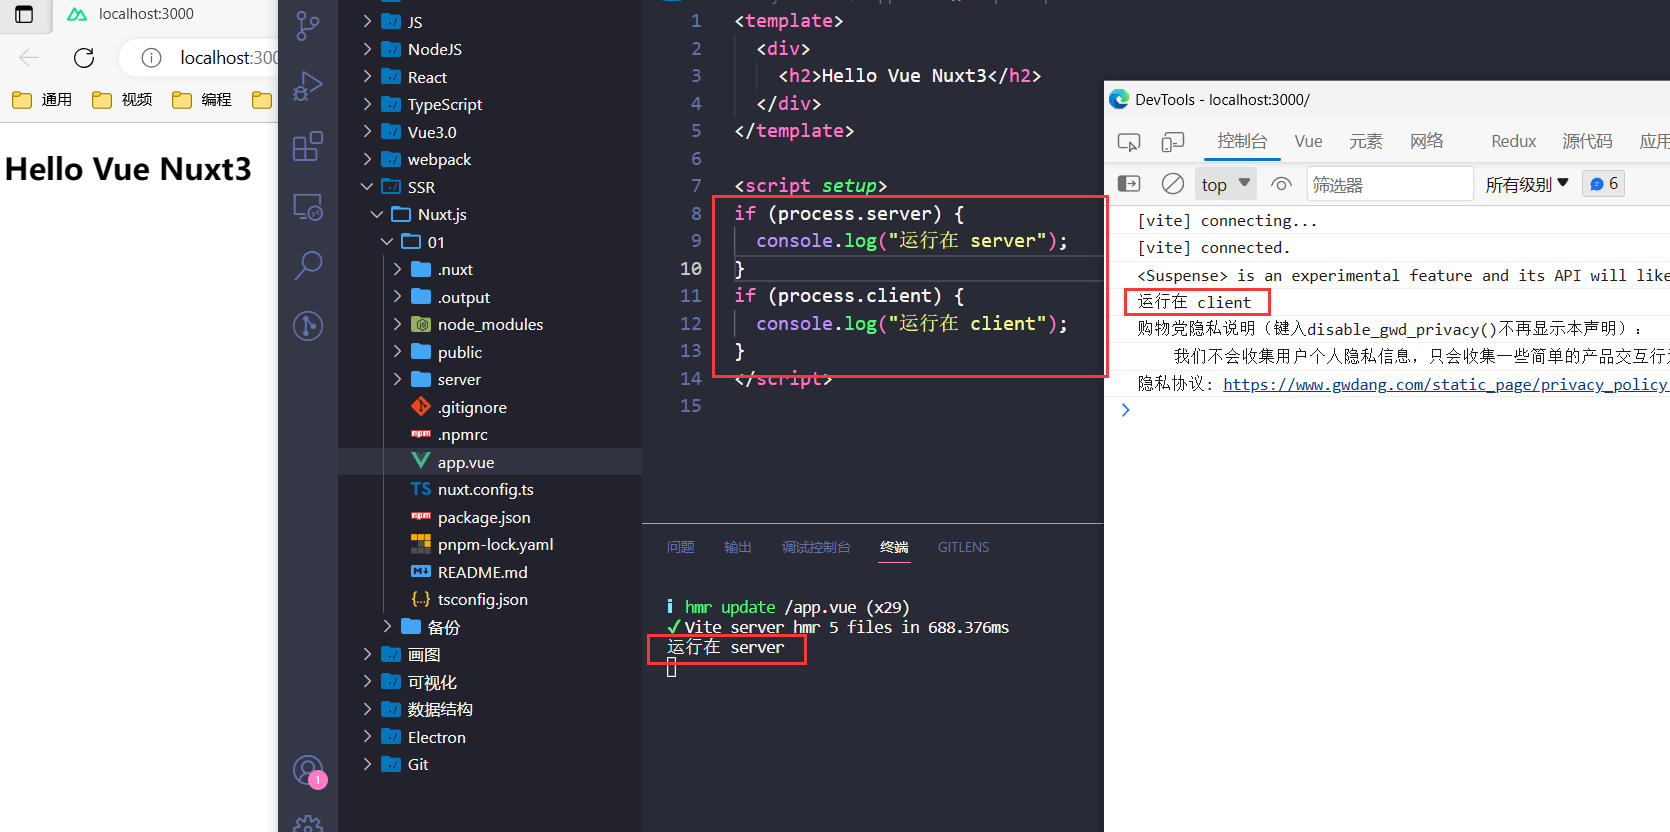 localhost:3000
localhost:300
通用
视频
编程
Hello Vue Nuxt3
JS
NodeJS
React
TypeScript
Vue3.0
webpack
SSR
Nuxt.js
01
.nuxt
.output
node_modules
public
server
.gitignore
.npmrc
app.vue
nuxt.config.ts
package.json
pnpm-lock.yaml
README.md
tsconfig.json
备份
画图
可视化
数据结构
Electron
Git
1
1 <template>
2 <div>
3 <h2>Hello Vue Nuxt3</h2>
4 </div>
5 </template>
6
7 <script setup>
8 if (process.server) {
9 console.log("运行在 server");
10 }
11 if (process.client) {
12 console.log("运行在 client");
13 }
14 </script>
15
问题 输出 调试控制台 终端 GITLENS
i hmr update /app.vue (x29)
✓ Vite server hmr 5 files in 688.376ms
运行在 server
DevTools - localhost:3000/
控制台 Vue 元素 网络 Redux 源代码 应用
top 筛选器 所有级别 6
[vite] connecting...
[vite] connected.
<Suspense> is an experimental feature and its API will like
运行在 client
购物党隐私说明（键入disable_gwd_privacy()不再显示本声明）：
我们不会收集用户个人隐私信息，只会收集一些简单的产品交互行为
隐私协议: https://www.gwdang.com/static_page/privacy_policy